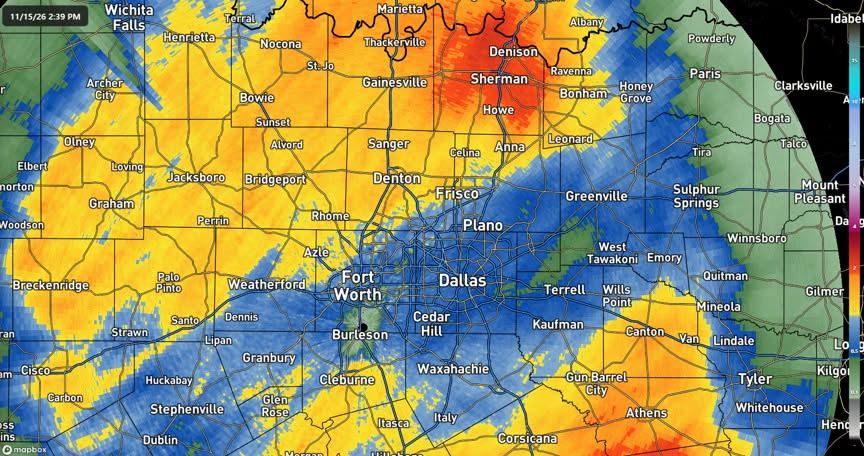 11/15/26 2:39 PM
Wichita
Falls
Terral
Marietta
Albany
Idabel
Henrietta
Nocona
Thackerville
Denison
Powderly
St. Jo
Archer
City
Gainesville
Sherman
Ravenna
Paris
Bowie
Bonham
Honey
Grove
Clarksville
Howe
Sunset
Bogata
Olney
Alvord
Sanger
Celina
Anna
Leonard
Talco
Elbert
Loving
Tira
Jacksboro
Bridgeport
Denton
Frisco
Greenville
Sulphur
Springs
Mount
Pleasant
Graham
Woodson
Perrin
Rhome
Plano
Winnsboro
Azle
West
Tawakoni
Emory
Breckenridge
Palo
Pinto
Weatherford
Fort
Worth
Dallas
Terrell
Wills
Point
Quitman
Gilmer
Mineola
Santo
Dennis
Cedar
Hill
Kaufman
Canton
Van
Lindale
Strawn
Lipan
Burleson
Granbury
Waxahachie
Cisco
Huckabay
Cleburne
Gun Barrel
City
Tyler
Carbon
Stephenville
Glen
Rose
Itasca
Italy
Athens
Whitehouse
Dublin
Corsicana
mapbox